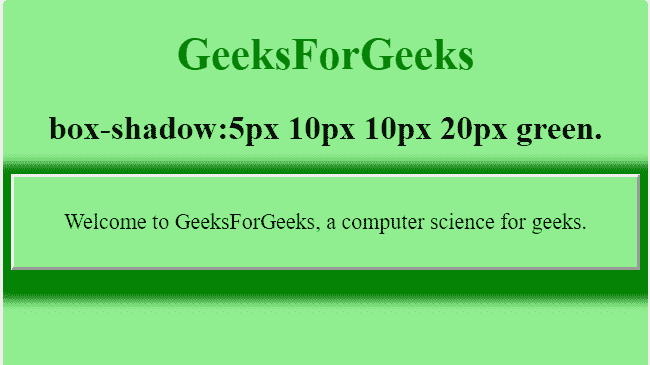 GeeksForGeeks
box-shadow:5px 10px 10px 20px green.
Welcome to GeeksForGeeks, a computer science for geeks.